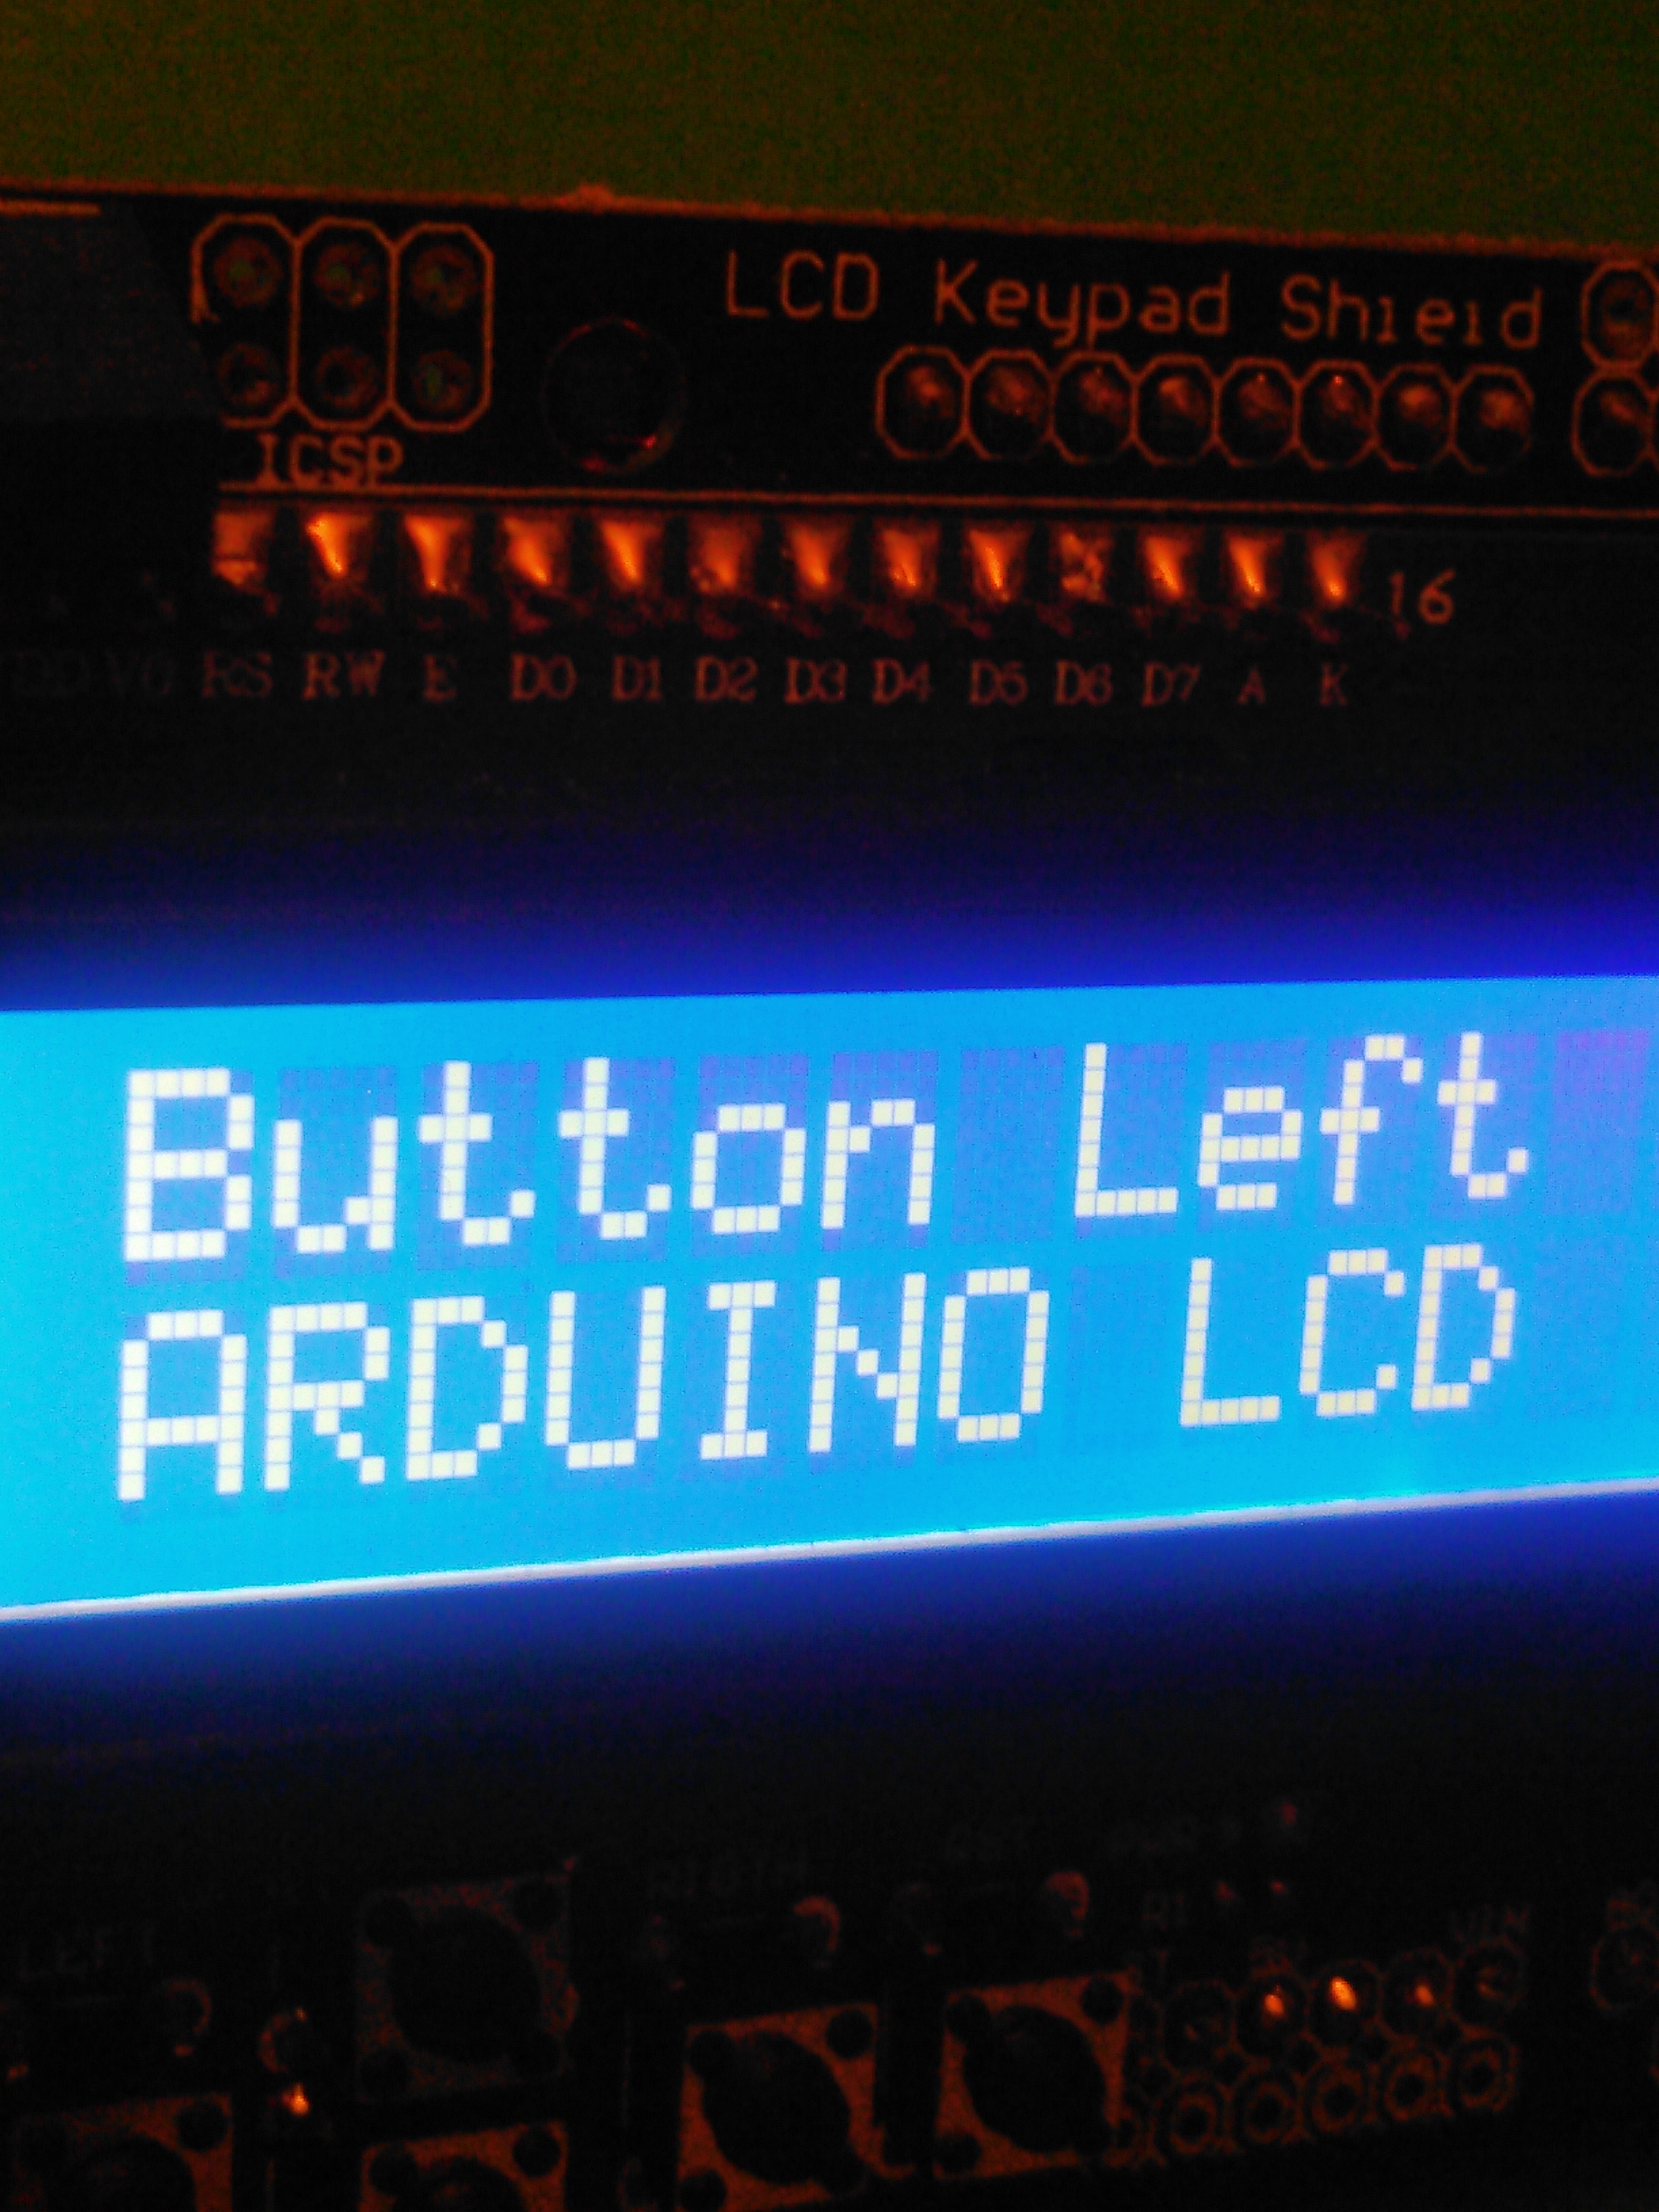 LCD Keypad Shield
ICSP
16
RS RW E D0 D1 D2 D3 D4 D5 D6 D7 A K
Button Left
ARDUINO LCD
LEFT